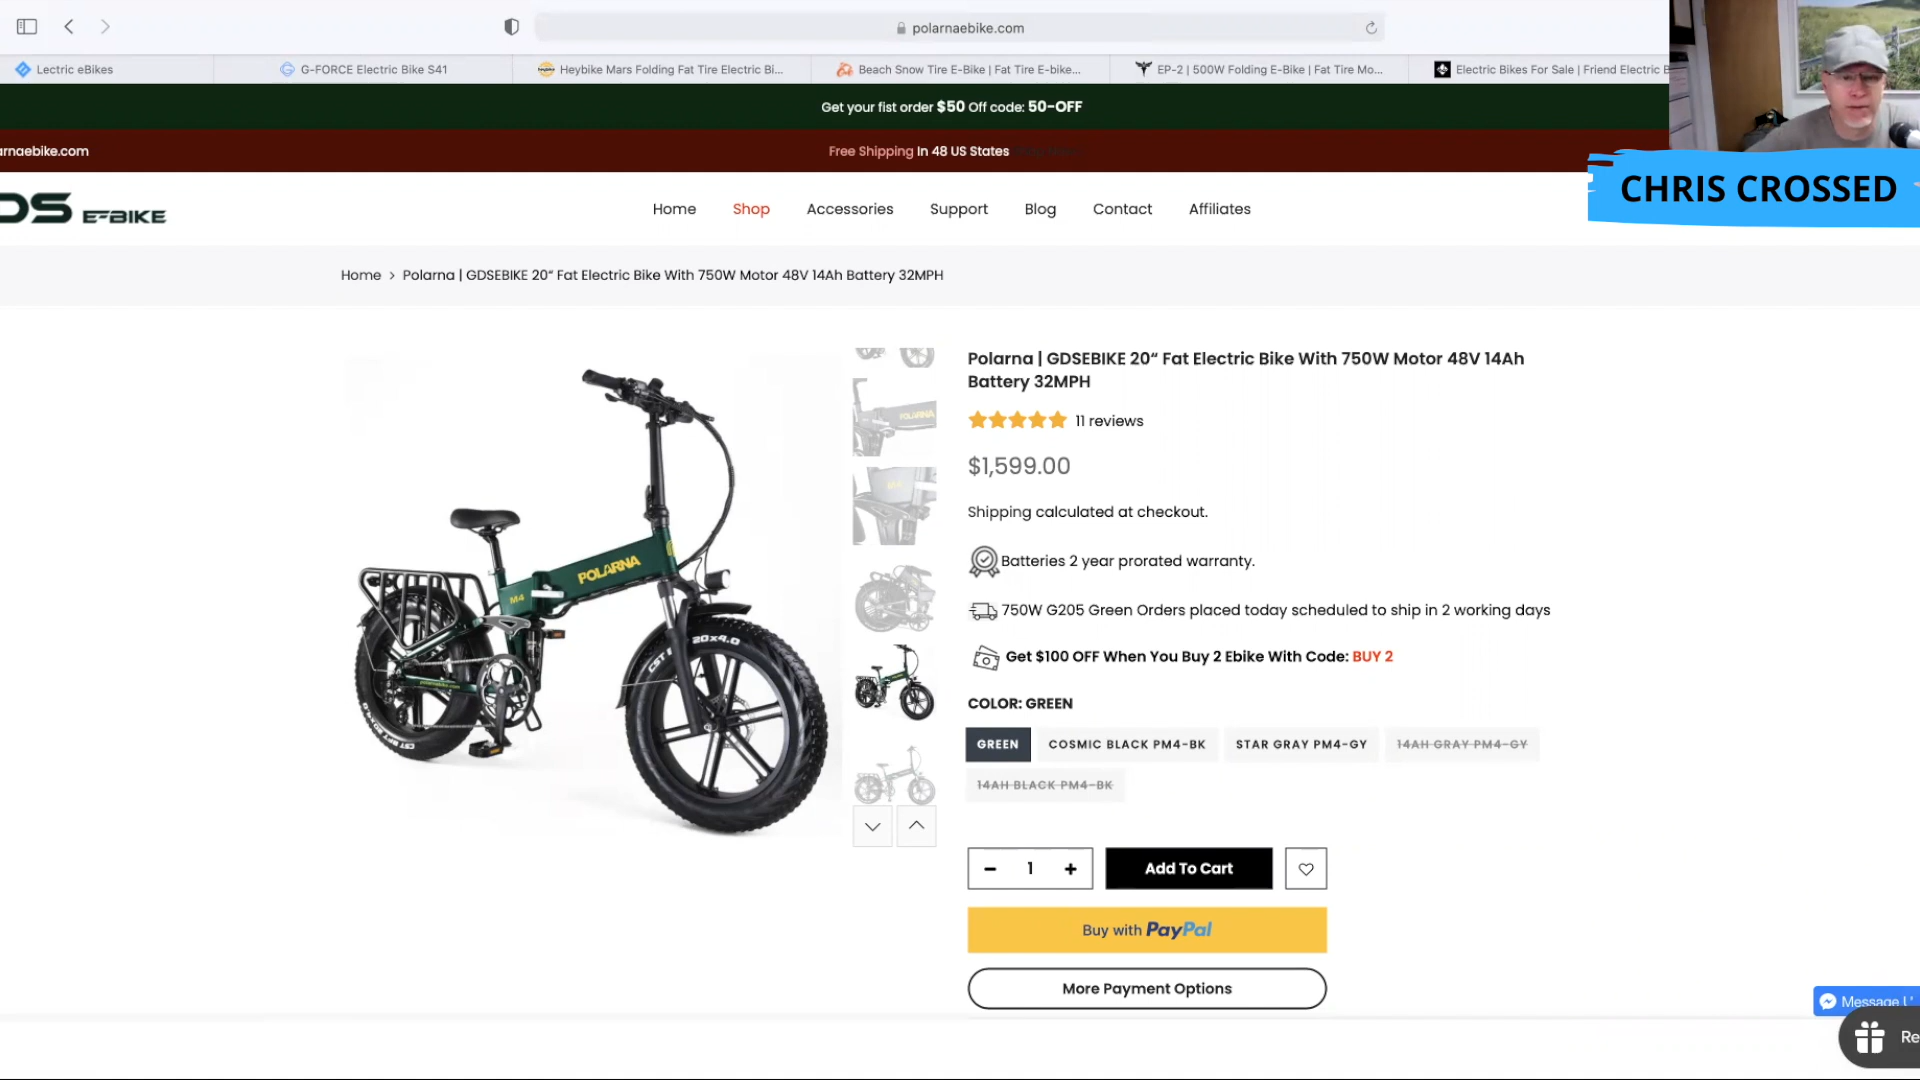 polarnaebike.com
Lectric eBikes
G-FORCE Electric Bike S41
Heybike Mars Folding Fat Tire Electric Bi...
Beach Snow Tire E-Bike | Fat Tire E-bike...
EP-2 | 500W Folding E-Bike | Fat Tire Mo...
Electric Bikes For Sale | Friend Electric B
Get your fist order $50 Off code: 50-OFF
arnaebike.com
Free Shipping In 48 US States
CHRIS CROSSED
DS E-BIKE
Home
Shop
Accessories
Support
Blog
Contact
Affiliates
Home > Polarna | GDSEBIKE 20“ Fat Electric Bike With 750W Motor 48V 14Ah Battery 32MPH
Polarna | GDSEBIKE 20“ Fat Electric Bike With 750W Motor 48V 14Ah
Battery 32MPH
11 reviews
$1,599.00
Shipping calculated at checkout.
Batteries 2 year prorated warranty.
750W G205 Green Orders placed today scheduled to ship in 2 working days
Get $100 OFF When You Buy 2 Ebike With Code: BUY 2
COLOR: GREEN
GREEN
COSMIC BLACK PM4-BK
STAR GRAY PM4-GY
14AH GRAY PM4-GY
14AH BLACK PM4-BK
POLARNA
M4
20x4.0
CST
POLARNA
- 1 +
Add To Cart
Buy with PayPal
More Payment Options
Message U
Re